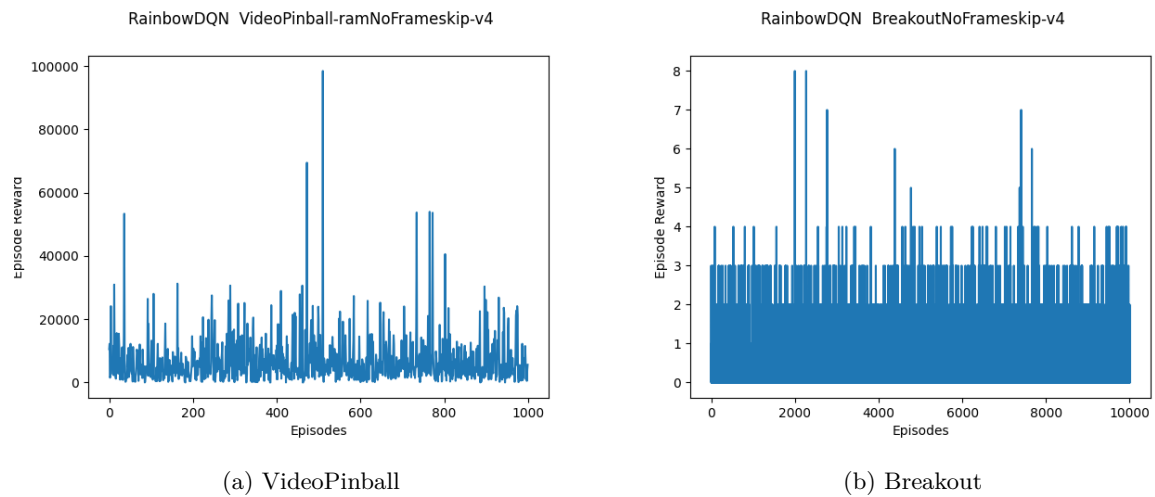 RainbowDQN VideoPinball-ramNoFrameskip-v4
100000
80000
60000
40000
20000
0
Episode Reward
0 200 400 600 800 1000
Episodes
(a) VideoPinball
RainbowDQN BreakoutNoFrameskip-v4
8
7
6
5
4
3
2
1
0
Episode Reward
0 2000 4000 6000 8000 10000
Episodes
(b) Breakout